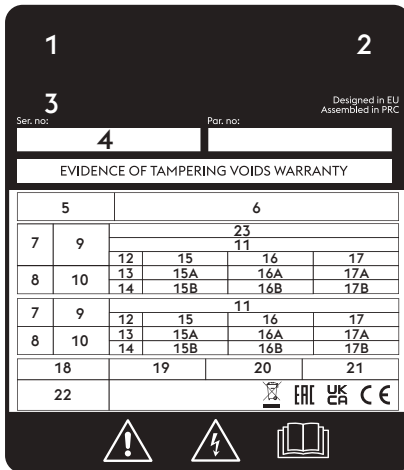 1 2
3
Designed in EU
Assembled in PRC
Ser. no: Par. no:
4
EVIDENCE OF TAMPERING VOIDS WARRANTY
5 6
7 9 23
11
12 15 16 17
8 10 13 15A 16A 17A
14 15B 16B 17B
7 9 11
12 15 16 17
8 10 13 15A 16A 17A
14 15B 16B 17B
18 19 20 21
22 EAC UK CA CE